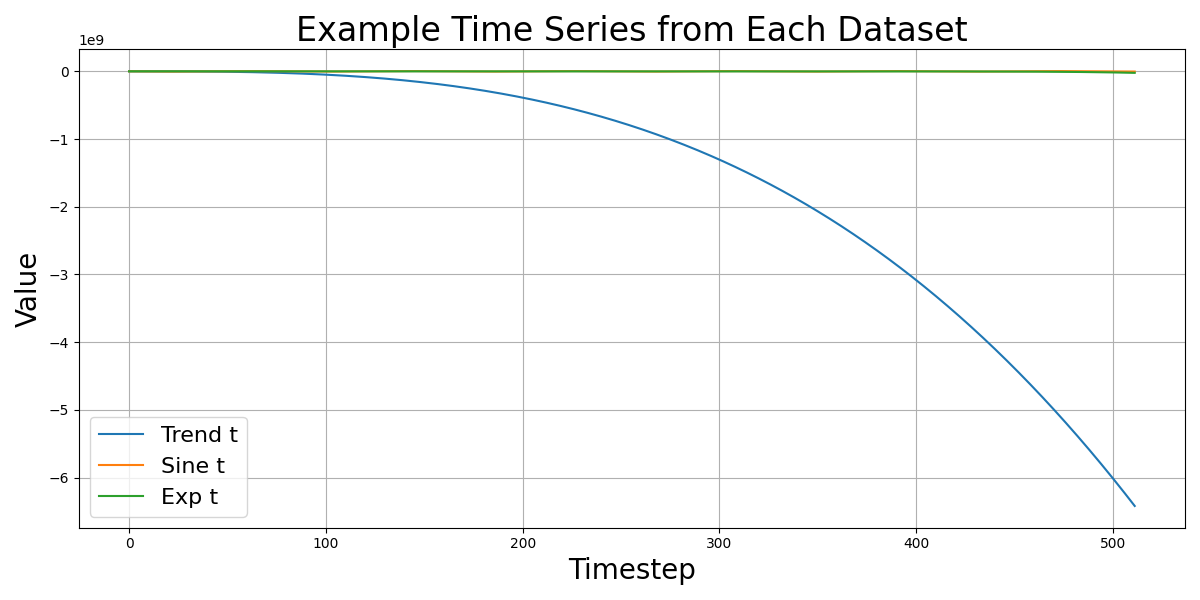 Example Time Series from Each Dataset
1e9
0
−1
−2
−3
−4
−5
−6
Value
Trend t
Sine t
Exp t
0 100 200 300 400 500
Timestep